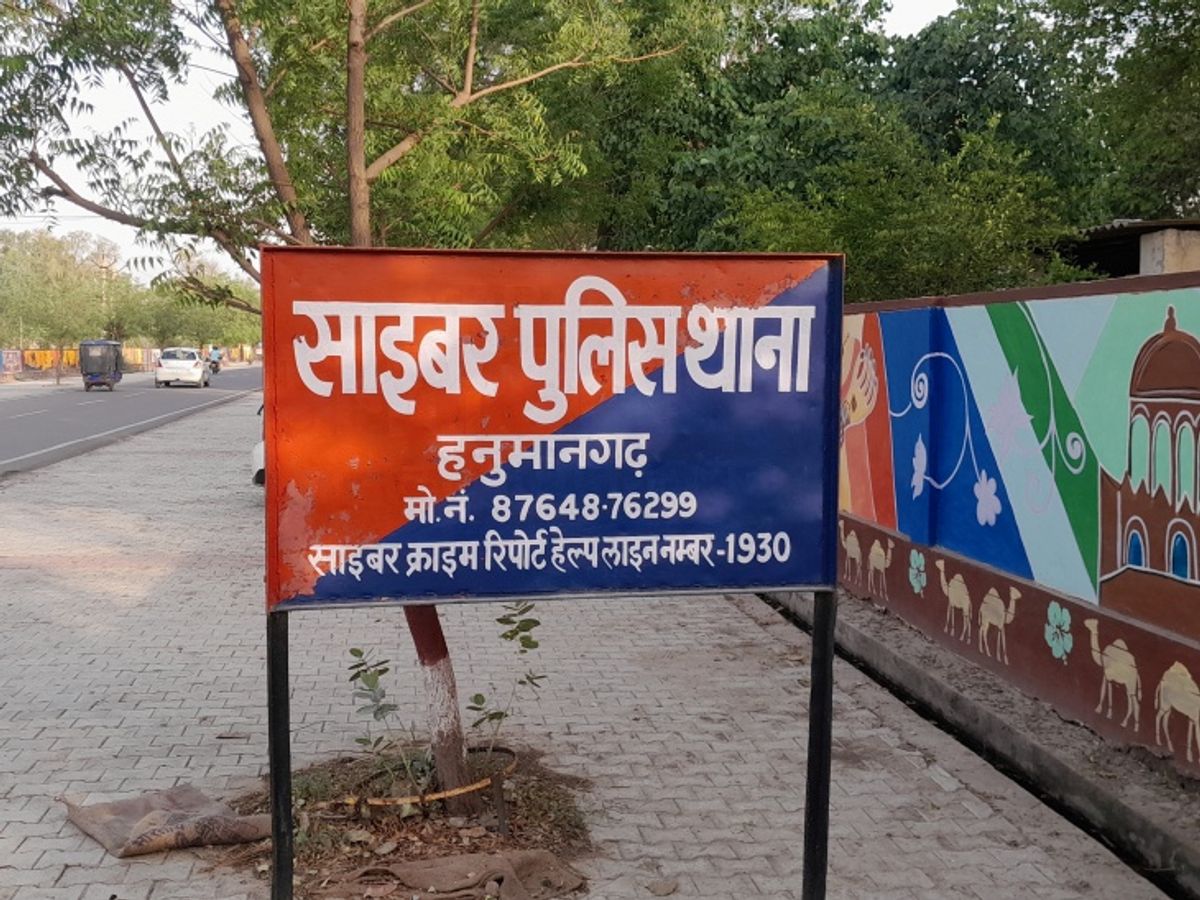 साइबर पुलिस थाना
हनुमानगढ़
मो.नं. 87648-76299
साइबर क्राइम रिपोर्ट हेल्प लाइन नम्बर-1930